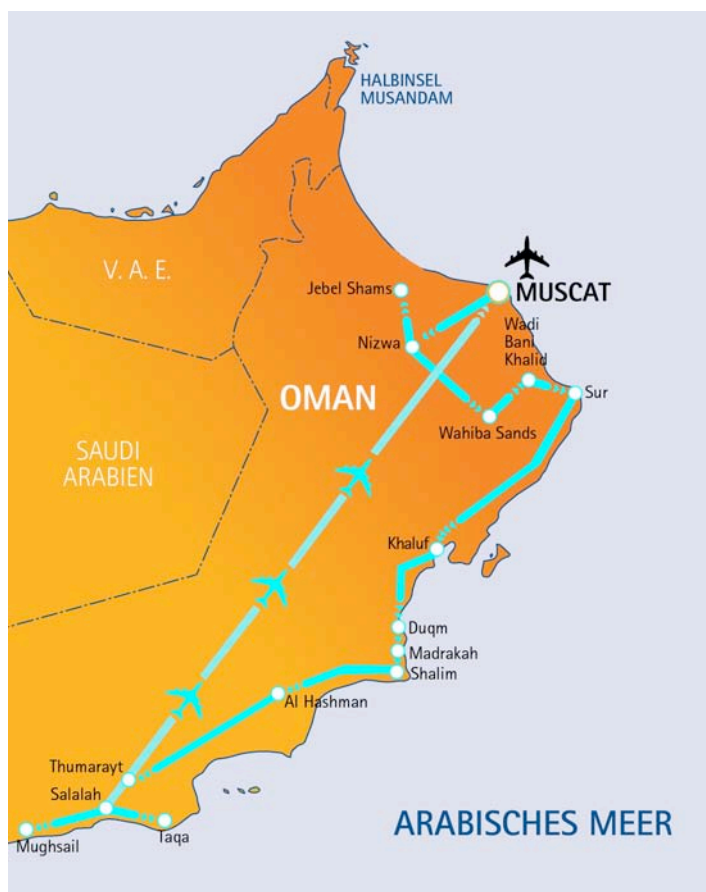 HALBINSEL
MUSANDAM
V. A. E.
Jebel Shams
MUSCAT
Wadi
Bani
Khalid
Nizwa
OMAN
Sur
Wahiba Sands
SAUDI
ARABIEN
Khaluf
Duqm
Madrakah
Shalim
Al Hashman
Thumarayt
Salalah
Mughsail
Taqa
ARABISCHES MEER